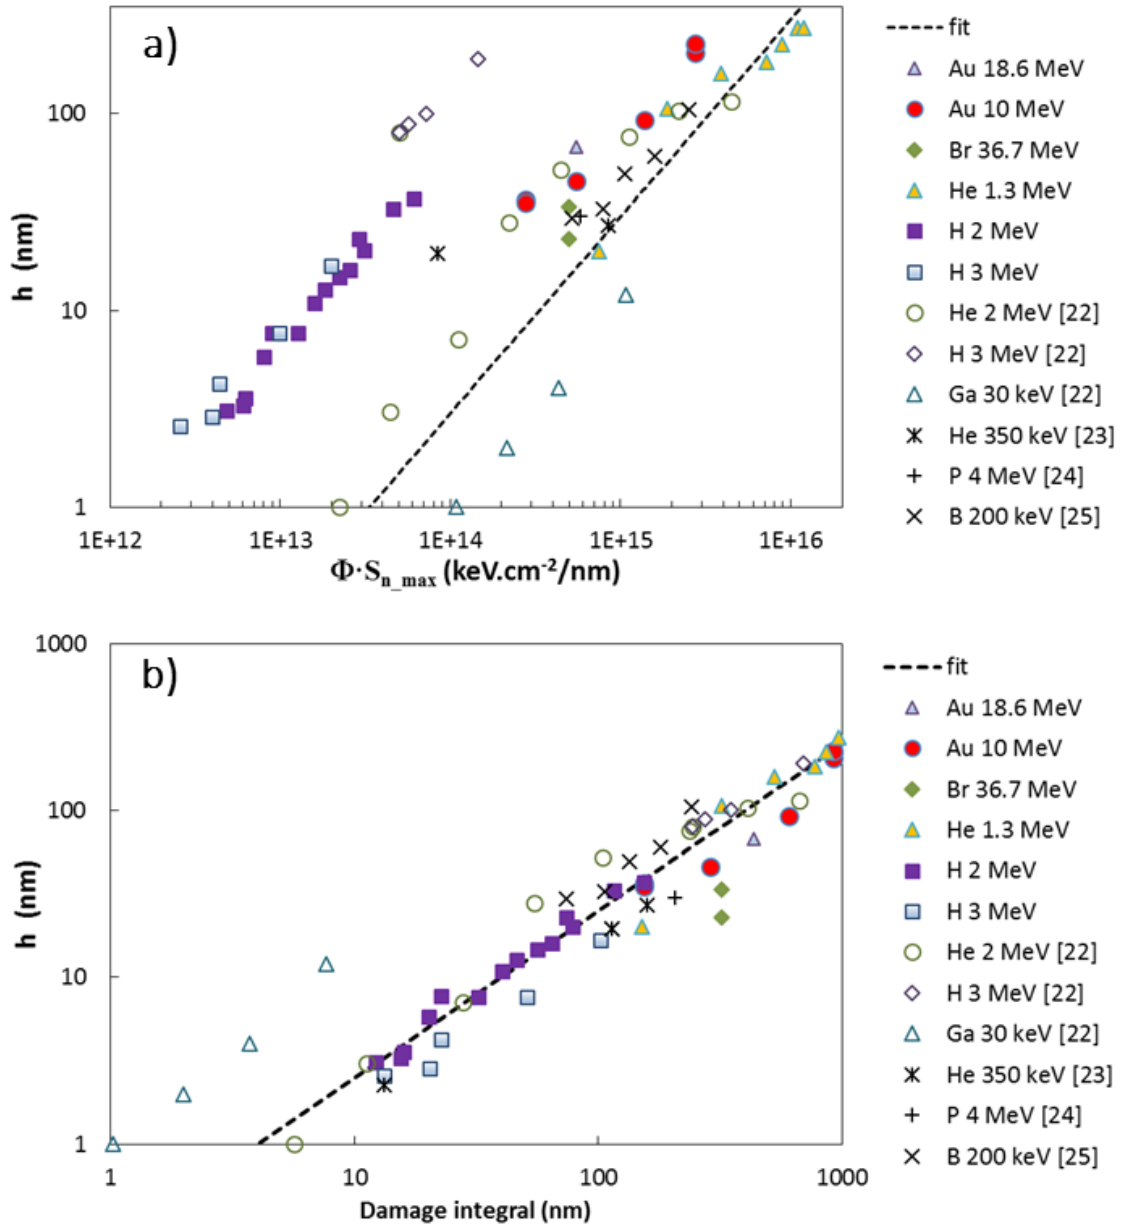 a)
100
10
1
h (nm)
1E+12 1E+13 1E+14 1E+15 1E+16
Φ·Sn_max (keV.cm-2/nm)
fit
Au 18.6 MeV
Au 10 MeV
Br 36.7 MeV
He 1.3 MeV
H 2 MeV
H 3 MeV
He 2 MeV [22]
H 3 MeV [22]
Ga 30 keV [22]
He 350 keV [23]
P 4 MeV [24]
B 200 keV [25]
b)
1000
100
10
1
h (nm)
1 10 100 1000
Damage integral (nm)
fit
Au 18.6 MeV
Au 10 MeV
Br 36.7 MeV
He 1.3 MeV
H 2 MeV
H 3 MeV
He 2 MeV [22]
H 3 MeV [22]
Ga 30 keV [22]
He 350 keV [23]
P 4 MeV [24]
B 200 keV [25]